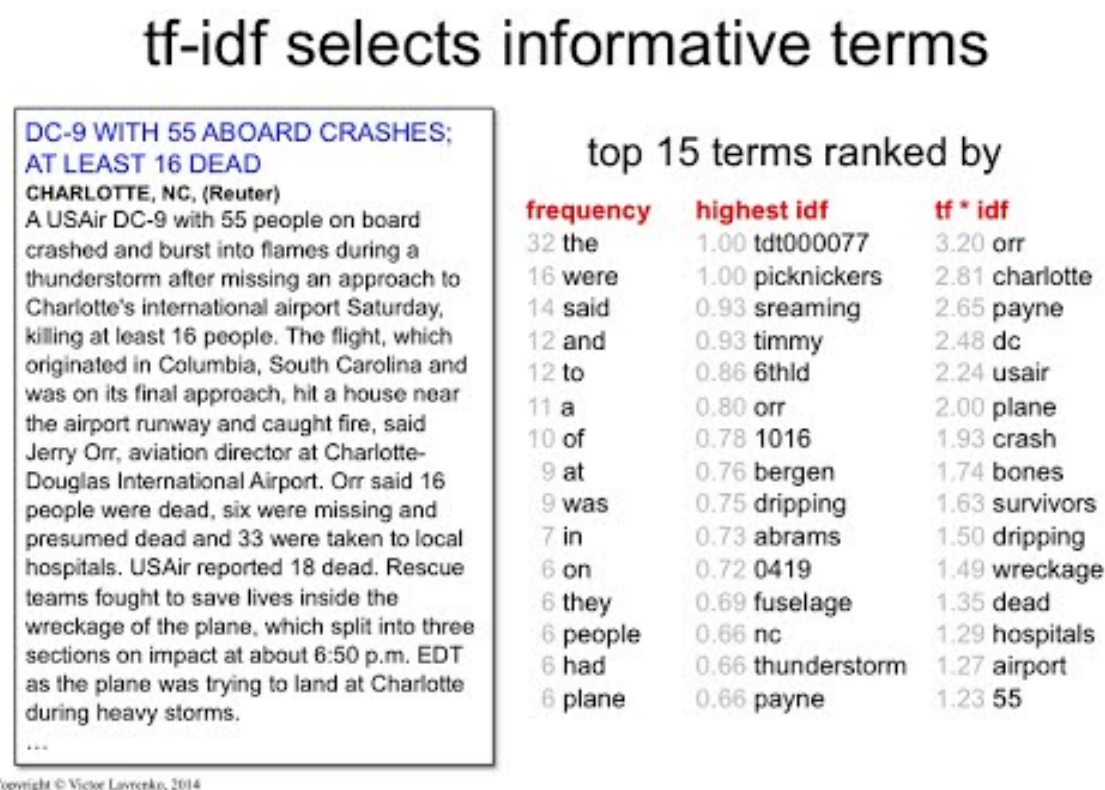 tf-idf selects informative terms
DC-9 WITH 55 ABOARD CRASHES;
AT LEAST 16 DEAD
CHARLOTTE, NC, (Reuter)
A USAir DC-9 with 55 people on board
crashed and burst into flames during a
thunderstorm after missing an approach to
Charlotte's international airport Saturday,
killing at least 16 people. The flight, which
originated in Columbia, South Carolina and
was on its final approach, hit a house near
the airport runway and caught fire, said
Jerry Orr, aviation director at Charlotte-
Douglas International Airport. Orr said 16
people were dead, six were missing and
presumed dead and 33 were taken to local
hospitals. USAir reported 18 dead. Rescue
teams fought to save lives inside the
wreckage of the plane, which split into three
sections on impact at about 6:50 p.m. EDT
as the plane was trying to land at Charlotte
during heavy storms.
...
top 15 terms ranked by
frequency highest idf tf * idf
32 the 1.00 tdt000077 3.20 orr
16 were 1.00 picknickers 2.81 charlotte
14 said 0.93 sreaming 2.65 payne
12 and 0.93 timmy 2.48 dc
12 to 0.86 6thld 2.24 usair
11 a 0.80 orr 2.00 plane
10 of 0.78 1016 1.93 crash
9 at 0.76 bergen 1.74 bones
9 was 0.75 dripping 1.63 survivors
7 in 0.73 abrams 1.50 dripping
6 on 0.72 0419 1.49 wreckage
6 they 0.69 fuselage 1.35 dead
6 people 0.66 nc 1.29 hospitals
6 had 0.66 thunderstorm 1.27 airport
6 plane 0.66 payne 1.23 55
Copyright © Victor Lavrenko, 2014